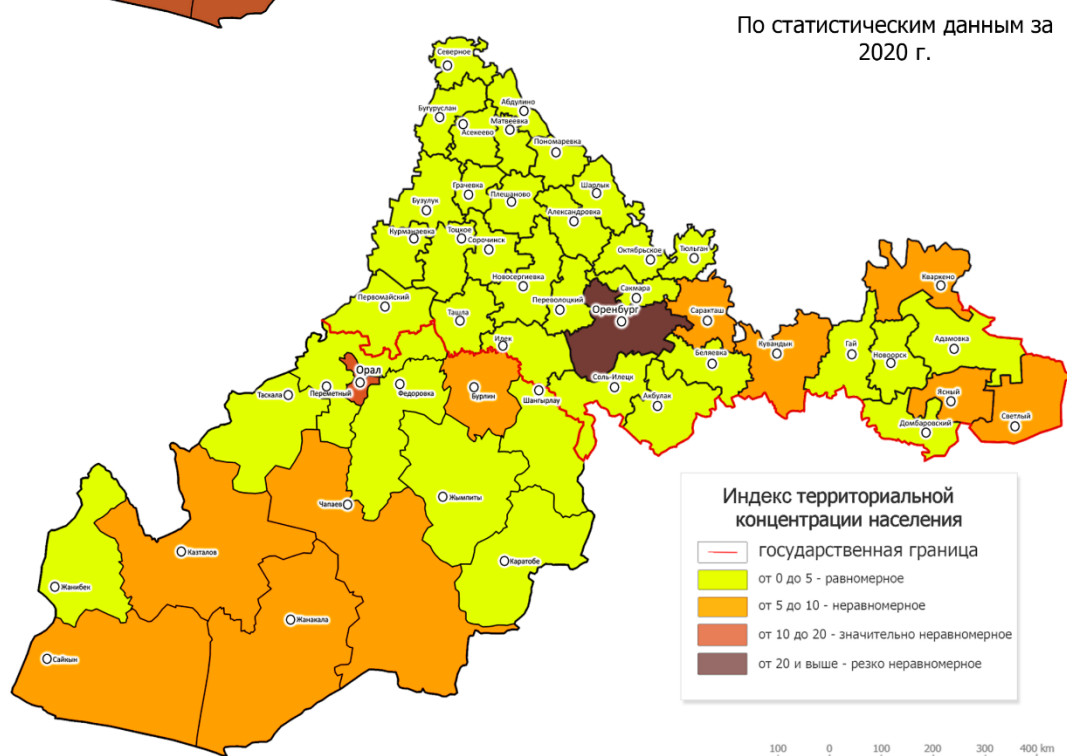 По статистическим данным за
2020 г.
Северное
Абдулино
Бугуруслан
Матвеевка
Асекеево
Пономаревка
Грачевка
Плешаново
Шарлык
Бузулук
Александровка
Курманаевка
Тоцкое
Сорочинск
Октябрьское
Тюльган
Новосергиевка
Кваркено
Первомайский
Переволоцкий
Сакмара
Оренбург
Ташла
Саракташ
Илек
Беляевка
Кувандык
Гай
Новоорск
Адамовка
Орал
Таскала
Переметный
Федоровка
Бурлин
Шангырлау
Соль-Илецк
Акбулак
Ясный
Светлый
Домбаровский
Чапаев
Жымпиты
Казталов
Каратобе
Жанибек
Жанакала
Сайкын
Индекс территориальной
концентрации населения
государственная граница
от 0 до 5 - равномерное
от 5 до 10 - неравномерное
от 10 до 20 - значительно неравномерное
от 20 и выше - резко неравномерное
100 0 100 200 300 400 km